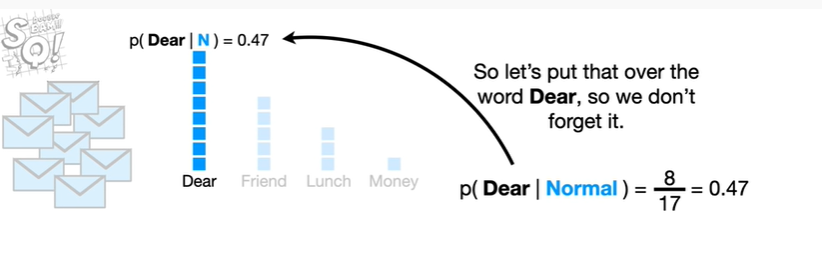 p( Dear | N ) = 0.47
So let's put that over the
word Dear, so we don't
forget it.
Dear Friend Lunch Money
p( Dear | Normal ) = 8/17 = 0.47